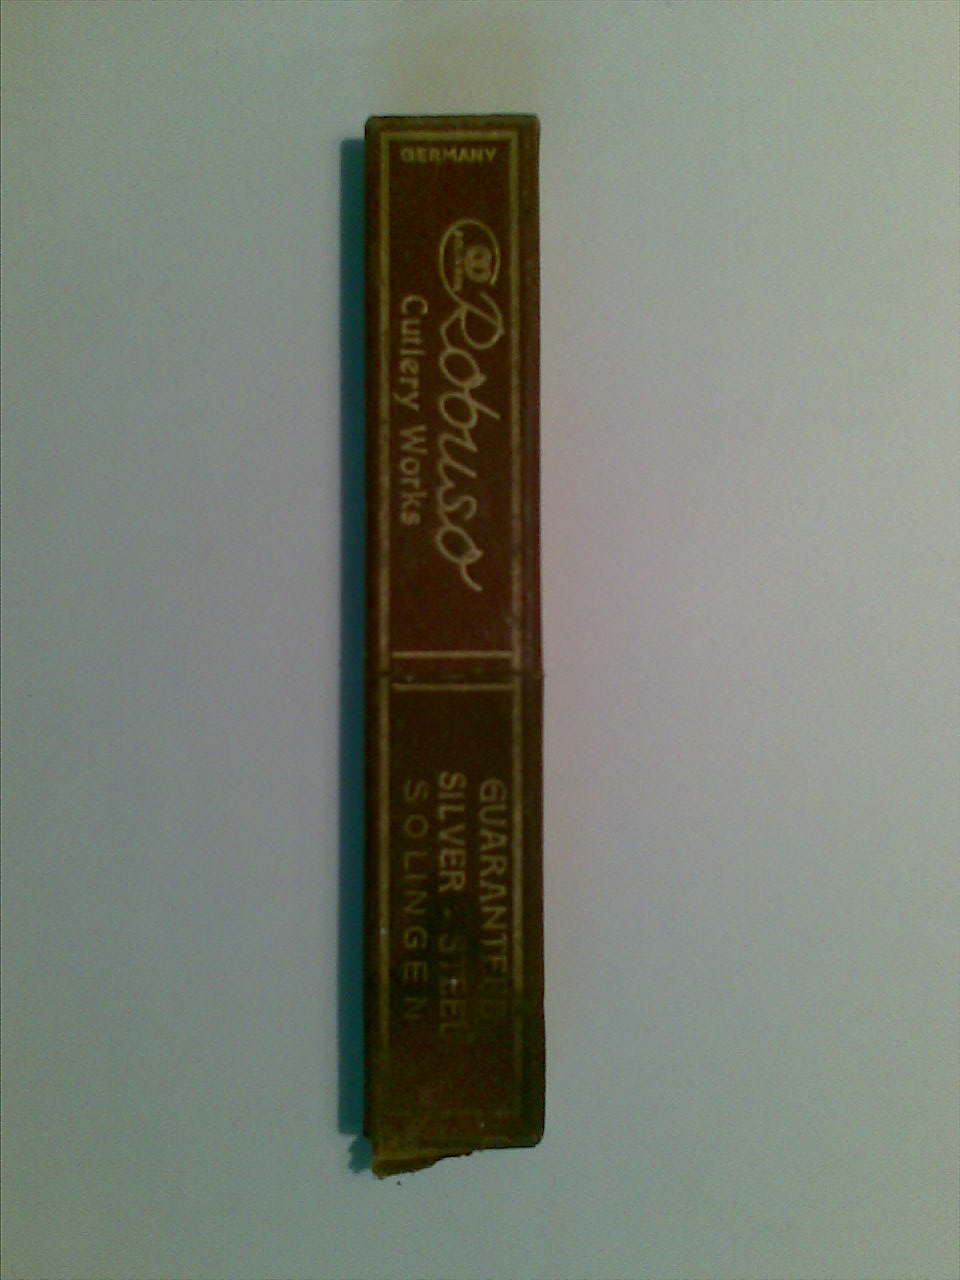 GERMANY
Robuso
Cutlery Works
GUARANTEED
SILVER - STEEL
SOLINGEN